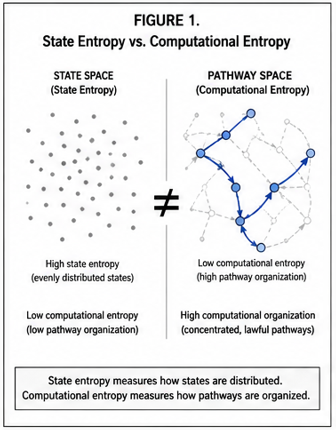 FIGURE 1.
State Entropy vs. Computational Entropy
STATE SPACE
(State Entropy)
High state entropy
(evenly distributed states)
Low computational entropy
(low pathway organization)
≠
PATHWAY SPACE
(Computational Entropy)
Low computational entropy
(high pathway organization)
High computational organization
(concentrated, lawful pathways)
State entropy measures how states are distributed.
Computational entropy measures how pathways are organized.